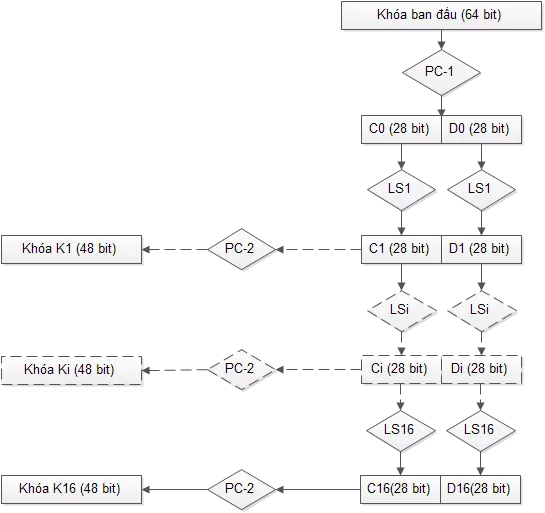 Khóa ban đầu (64 bit)
PC-1
C0 (28 bit) D0 (28 bit)
LS1 LS1
Khóa K1 (48 bit) PC-2 C1 (28 bit) D1 (28 bit)
LSi LSi
Khóa Ki (48 bit) PC-2 Ci (28 bit) Di (28 bit)
LS16 LS16
Khóa K16 (48 bit) PC-2 C16(28 bit) D16(28 bit)